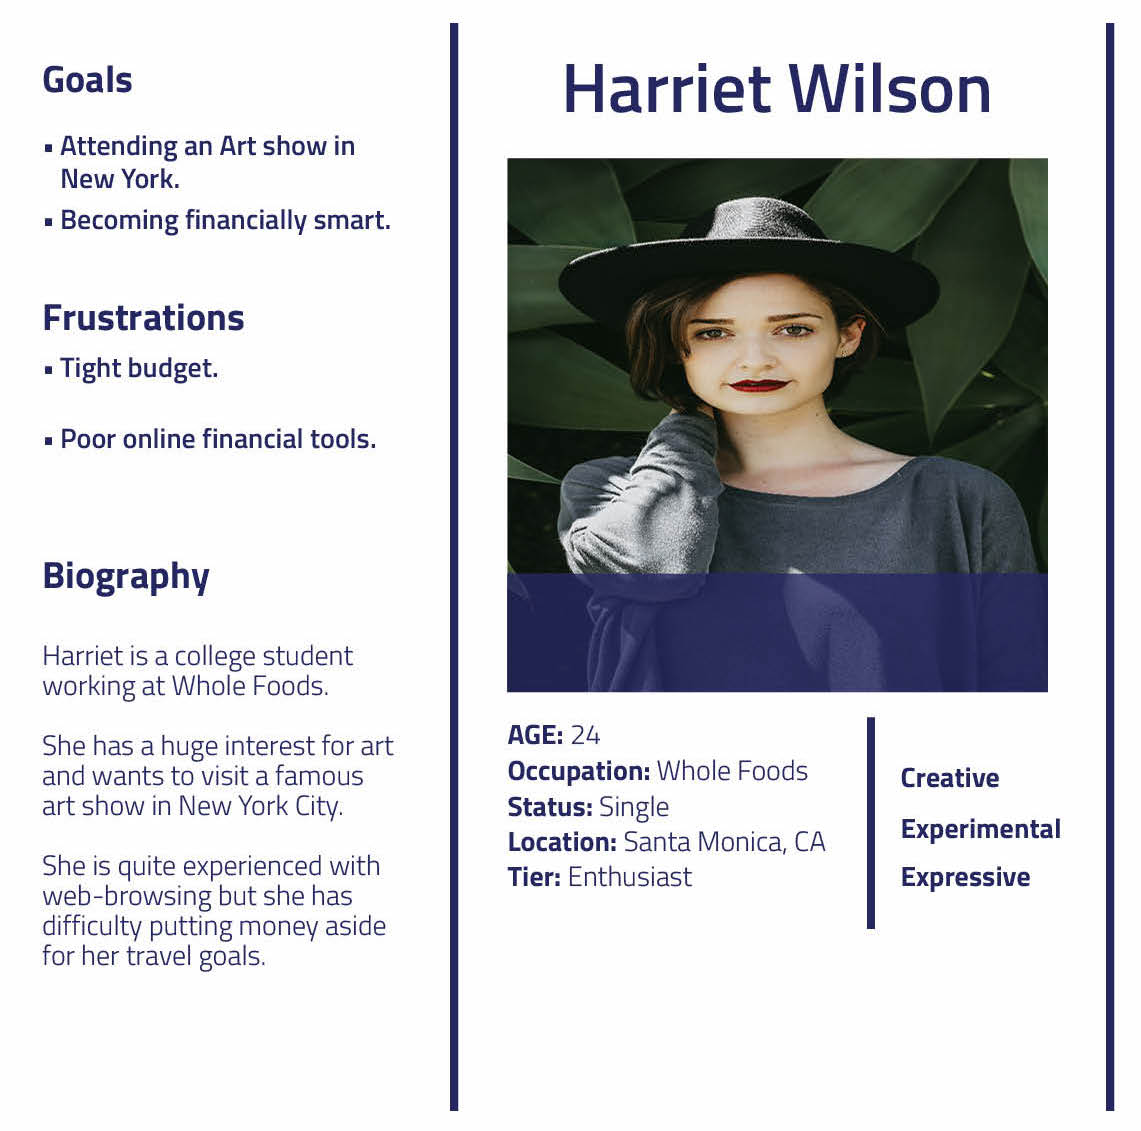 Goals
▪ Attending an Art show in
New York.
▪ Becoming financially smart.
Frustrations
▪ Tight budget.
▪ Poor online financial tools.
Biography
Harriet is a college student
working at Whole Foods.
She has a huge interest for art
and wants to visit a famous
art show in New York City.
She is quite experienced with
web-browsing but she has
difficulty putting money aside
for her travel goals.
Harriet Wilson
AGE: 24
Occupation: Whole Foods
Status: Single
Location: Santa Monica, CA
Tier: Enthusiast
Creative
Experimental
Expressive